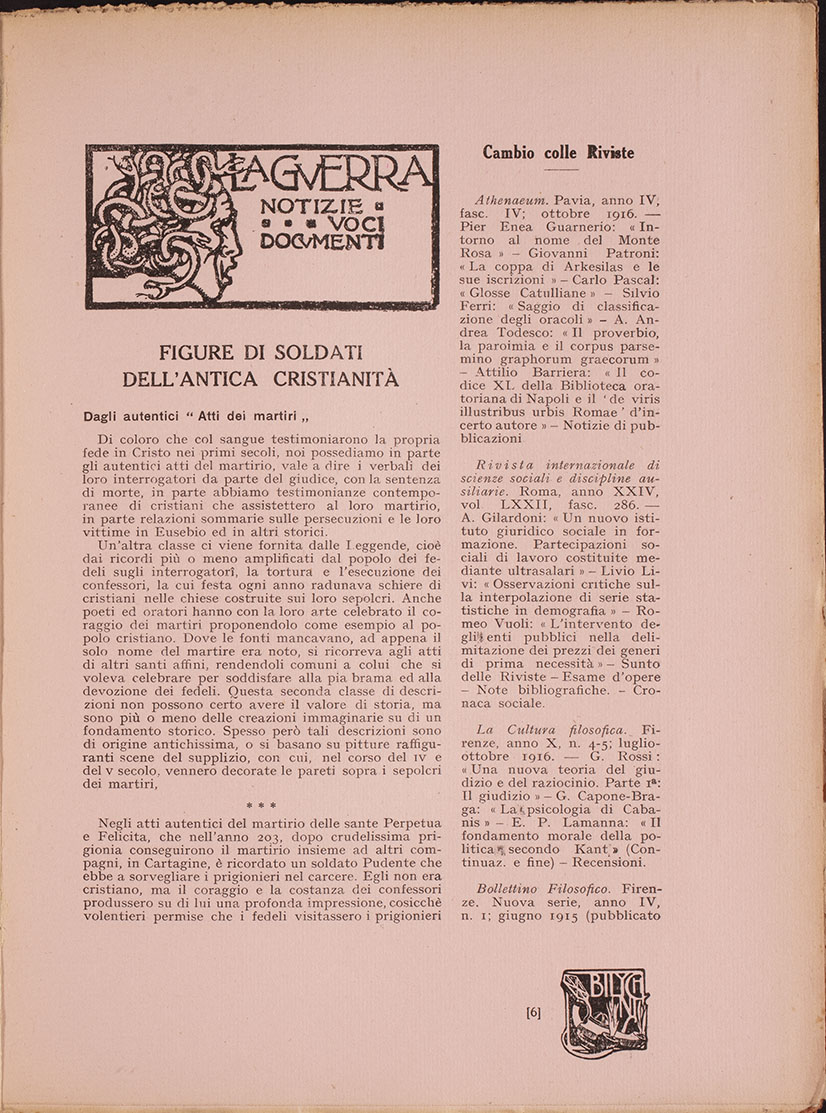 LA GVERRA
NOTIZIE
VOCI
DOCVMENTI
FIGURE DI SOLDATI
DELL'ANTICA CRISTIANITÀ
Dagli autentici “ Atti dei martiri „
Di coloro che col sangue testimoniarono la propria
fede in Cristo nei primi secoli, noi possediamo in parte
gli autentici atti del martirio, vale a dire i verbali dei
loro interrogatori da parte del giudice, con la sentenza
di morte, in parte abbiamo testimonianze contempo-
ranee di cristiani che assistettero al loro martirio,
in parte relazioni sommarie sulle persecuzioni e le loro
vittime in Eusebio ed in altri storici.
Un'altra classe ci viene fornita dalle Leggende, cioè
dai ricordi più o meno amplificati dal popolo dei fe-
deli sugli interrogatorî, la tortura e l'esecuzione dei
confessori, la cui festa ogni anno radunava schiere di
cristiani nelle chiese costruite sui loro sepolcri. Anche
poeti ed oratori hanno con la loro arte celebrato il co-
raggio dei martiri proponendolo come esempio al po-
polo cristiano. Dove le fonti mancavano, ad appena il
solo nome del martire era noto, si ricorreva agli atti
di altri santi affini, rendendoli comuni a colui che si
voleva celebrare per soddisfare alla pia brama ed alla
devozione dei fedeli. Questa seconda classe di descri-
zioni non possono certo avere il valore di storia, ma
sono più o meno delle creazioni immaginarie su di un
fondamento storico. Spesso però tali descrizioni sono
di origine antichissima, o si basano su pitture raffigu-
ranti scene del supplizio, con cui, nel corso del IV e
del V secolo, vennero decorate le pareti sopra i sepolcri
dei martiri,
* * *
Negli atti autentici del martirio delle sante Perpetua
e Felicita, che nell'anno 203, dopo crudelissima pri-
gionia conseguirono il martirio insieme ad altri com-
pagni, in Cartagine, è ricordato un soldato Pudente che
ebbe a sorvegliare i prigionieri nel carcere. Egli non era
cristiano, ma il coraggio e la costanza dei confessori
produssero su di lui una profonda impressione, cosicchè
volentieri permise che i fedeli visitassero i prigionieri
Cambio colle Riviste
Athenaeum. Pavia, anno IV,
fasc. IV; ottobre 1916. —
Pier Enea Guarnerio: « In-
torno al nome del Monte
Rosa » – Giovanni Patroni:
« La coppa di Arkesilas e le
sue iscrizioni » – Carlo Pascal:
« Glosse Catulliane » – Silvio
Ferri: « Saggio di classifica-
zione degli oracoli » – A. An-
drea Todesco: « Il proverbio,
la paroimia e il corpus parse-
mino graphorum graecorum »
– Attilio Barriera: « Il co-
dice XL della Biblioteca ora-
toriana di Napoli e il ‘ de viris
illustribus urbis Romae ’ d'in-
certo autore » – Notizie di pub-
blicazioni
Rivista internazionale di
scienze sociali e discipline au-
siliarie. Roma, anno XXIV,
vol LXXII, fasc. 286. —
A. Gilardoni: « Un nuovo isti-
tuto giuridico sociale in for-
mazione. Partecipazioni so-
ciali di lavoro costituite me-
diante ultrasalari » – Livio Li-
vi: « Osservazioni critiche sul-
la interpolazione di serie sta-
tistiche in demografia » – Ro-
meo Vuoli: « L'intervento de-
gli enti pubblici nella deli-
mitazione dei prezzi dei generi
di prima necessità » – Sunto
delle Riviste – Esame d'opere
– Note bibliografiche. – Cro-
naca sociale.
La Cultura filosofica. Fi-
renze, anno X, n. 4-5; luglio-
ottobre 1916. — G. Rossi:
« Una nuova teoria del giu-
dizio e del raziocinio. Parte Iª:
Il giudizio » – G. Capone-Bra-
ga: « La psicologia di Caba-
nis » – E. P. Lamanna: « Il
fondamento morale della po-
litica secondo Kant » (Con-
tinuaz. e fine) – Recensioni.
Bollettino Filosofico. Firen-
ze. Nuova serie, anno IV,
n. 1; giugno 1915 (pubblicato
[6]
BILYCHNIS